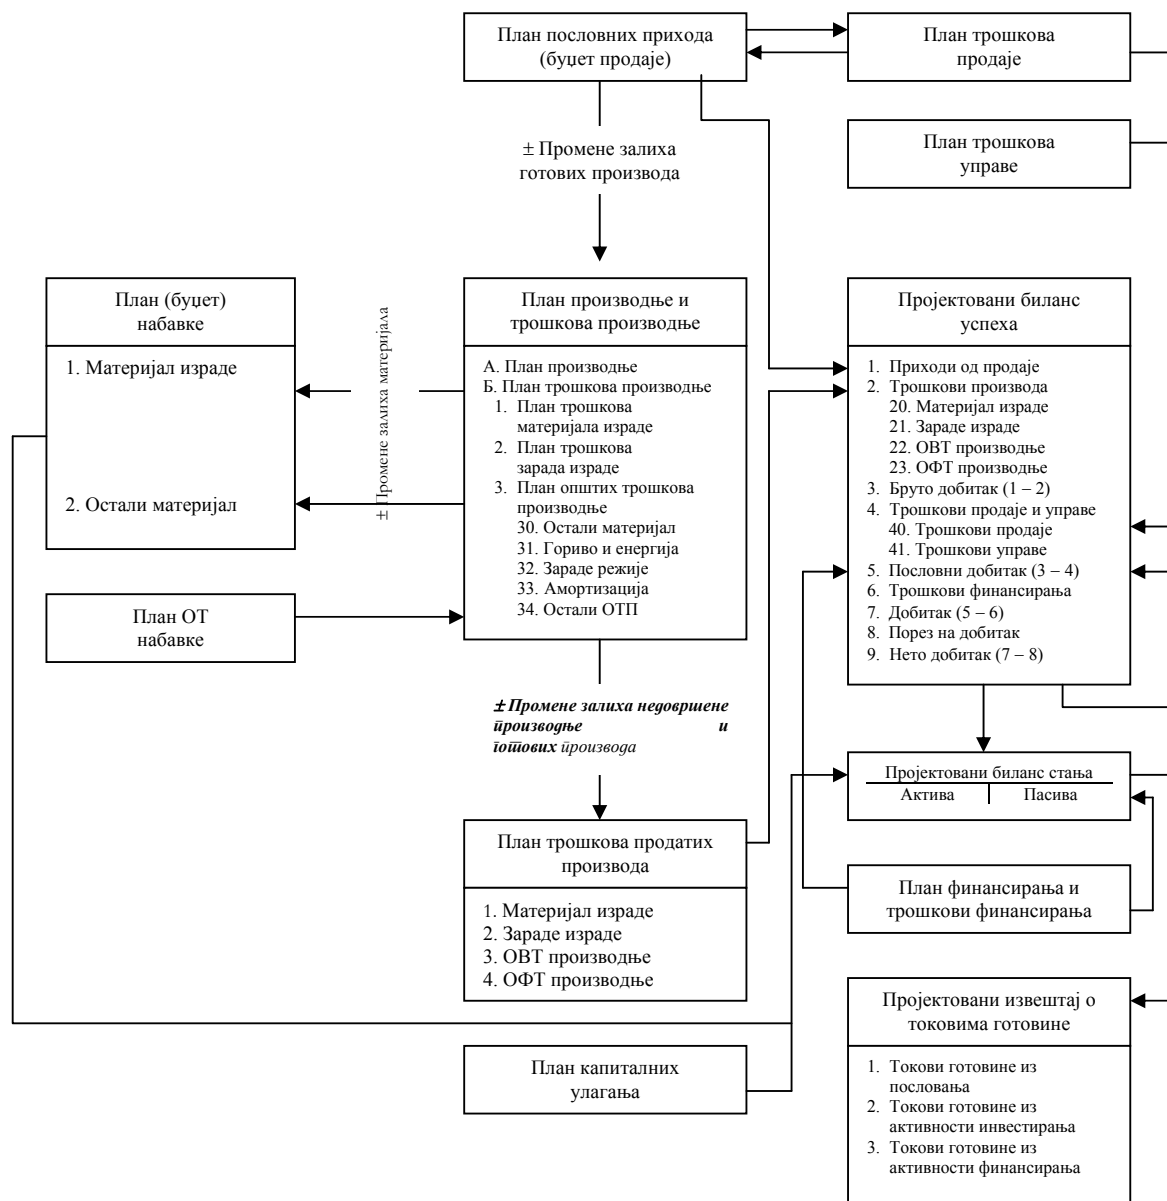 План пословних прихода
(буџет продаје)
План трошкова
продаје
План трошкова
управе
± Промене залиха
готових производа
План (буџет)
набавке
1. Материјал израде
2. Остали материјал
± Промене залиха материјала
План производње и
трошкова производње
А. План производње
Б. План трошкова производње
1. План трошкова
материјала израде
2. План трошкова
зарада израде
3. План општих трошкова
производње
30. Остали материјал
31. Гориво и енергија
32. Зараде режије
33. Амортизација
34. Остали ОТП
Пројектовани биланс
успеха
1. Приходи од продаје
2. Трошкови производа
20. Материјал израде
21. Зараде израде
22. ОВТ производње
23. ОФТ производње
3. Бруто добитак (1 – 2)
4. Трошкови продаје и управе
40. Трошкови продаје
41. Трошкови управе
5. Пословни добитак (3 – 4)
6. Трошкови финансирања
7. Добитак (5 – 6)
8. Порез на добитак
9. Нето добитак (7 – 8)
План ОТ
набавке
± Промене залиха недовршене
производње и
готових производа
Пројектовани биланс стања
Актива Пасива
План трошкова продатих
производа
1. Материјал израде
2. Зараде израде
3. ОВТ производње
4. ОФТ производње
План финансирања и
трошкови финансирања
План капиталних
улагања
Пројектовани извештај о
токовима готовине
1. Токови готовине из
пословања
2. Токови готовине из
активности инвестирања
3. Токови готовине из
активности финансирања